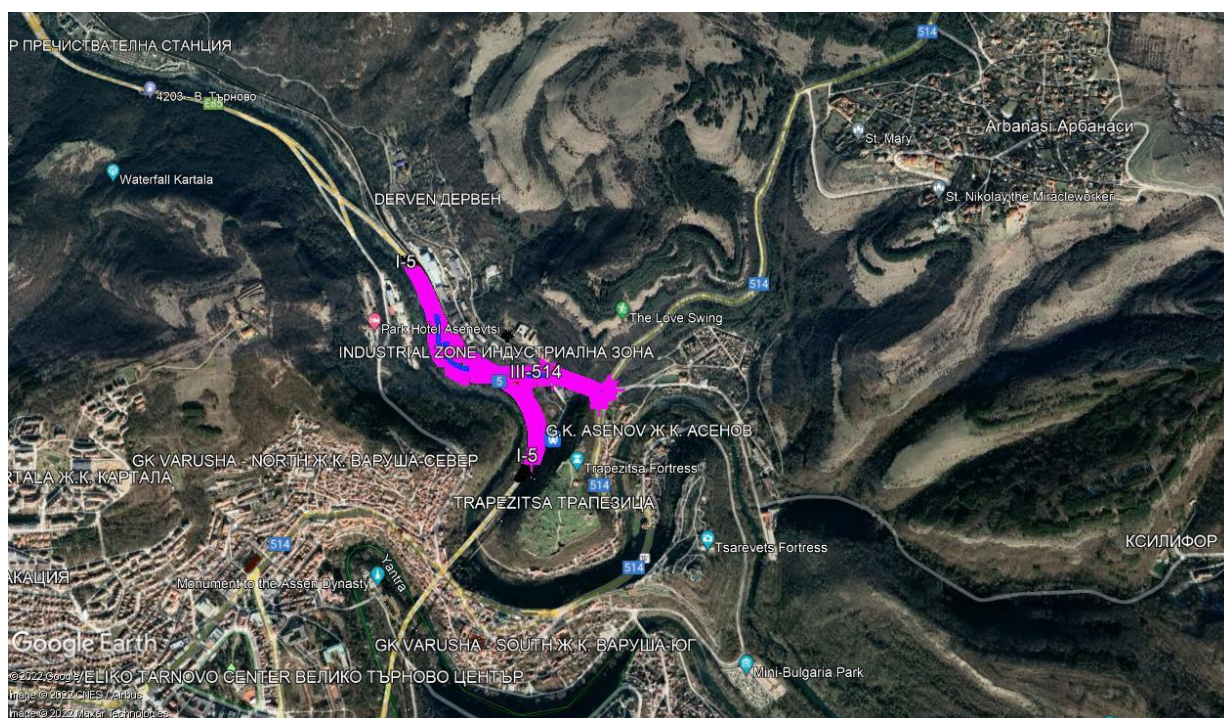 514
Р ПРЕЧИСТВАТЕЛНА СТАНЦИЯ
4203 - В. Търново
E85
St. Mary
Arbanasi Арбанаси
Waterfall Kartala
DERVEN ДЕРВЕН
St. Nikolay the Miracleworker
I-5
514
The Love Swing
Park Hotel Asenevtsi
INDUSTRIAL ZONE ИНДУСТРИАЛНА ЗОНА
III-514
5
G.K. ASENOV Ж.К. АСЕНОВ
I-5
GK VARUSHA - NORTH Ж.К. ВАРУША-СЕВЕР
Trapezitsa Fortress
RTALA Ж.К. КАРТАЛА
514
TRAPEZITSA ТРАПЕЗИЦА
КСИЛИФОР
514
Tsarevets Fortress
514
АКАЦИЯ
Monument to the Assen Dynasty
Yantra
Google Earth
GK VARUSHA - SOUTH Ж.К. ВАРУША-ЮГ
Mini-Bulgaria Park
© 2022 Google
VELIKO TARNOVO CENTER ВЕЛИКО ТЪРНОВО ЦЕНТЪР
Image © 2022 CNES / Airbus
Image © 2022 Maxar Technologies